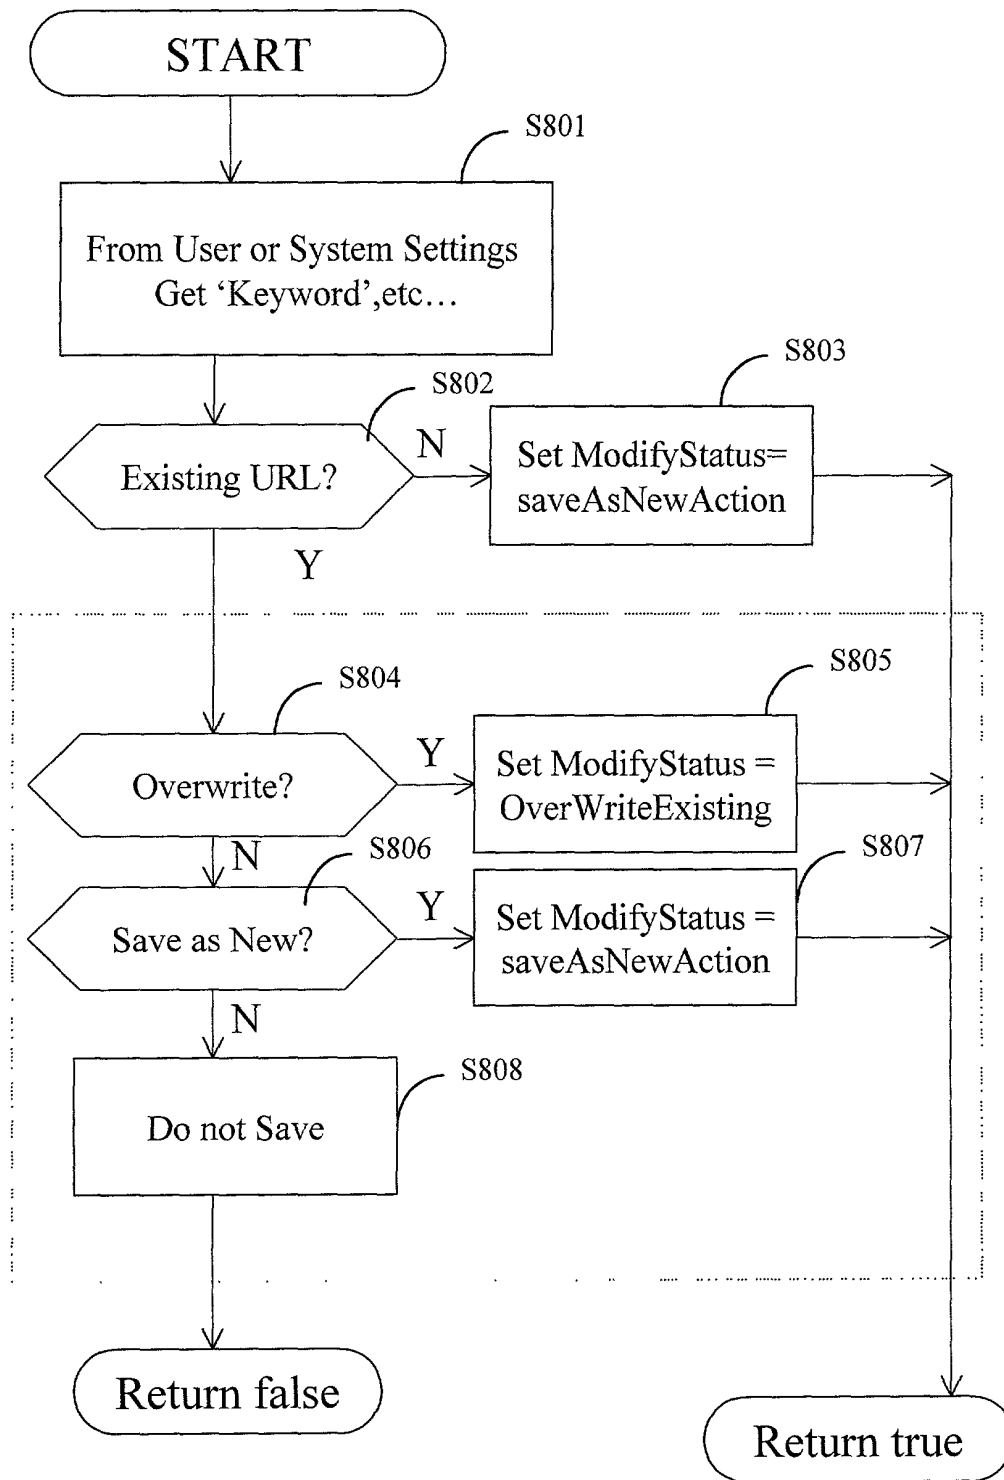 START
S801
From User or System Settings
Get ‘Keyword’,etc…
S803
S802
Existing URL?
N
Set ModifyStatus=
saveAsNewAction
Y
S805
S804
Overwrite?
Y
Set ModifyStatus =
OverWriteExisting
N
S806
S807
Save as New?
Y
Set ModifyStatus =
saveAsNewAction
N
S808
Do not Save
Return false
Return true